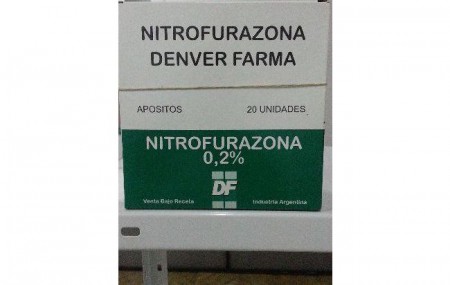 NITROFURAZONA
DENVER FARMA
APOSITOS 20 UNIDADES
NITROFURAZONA
0,2%
DF
Venta Bajo Receta Industria Argentina